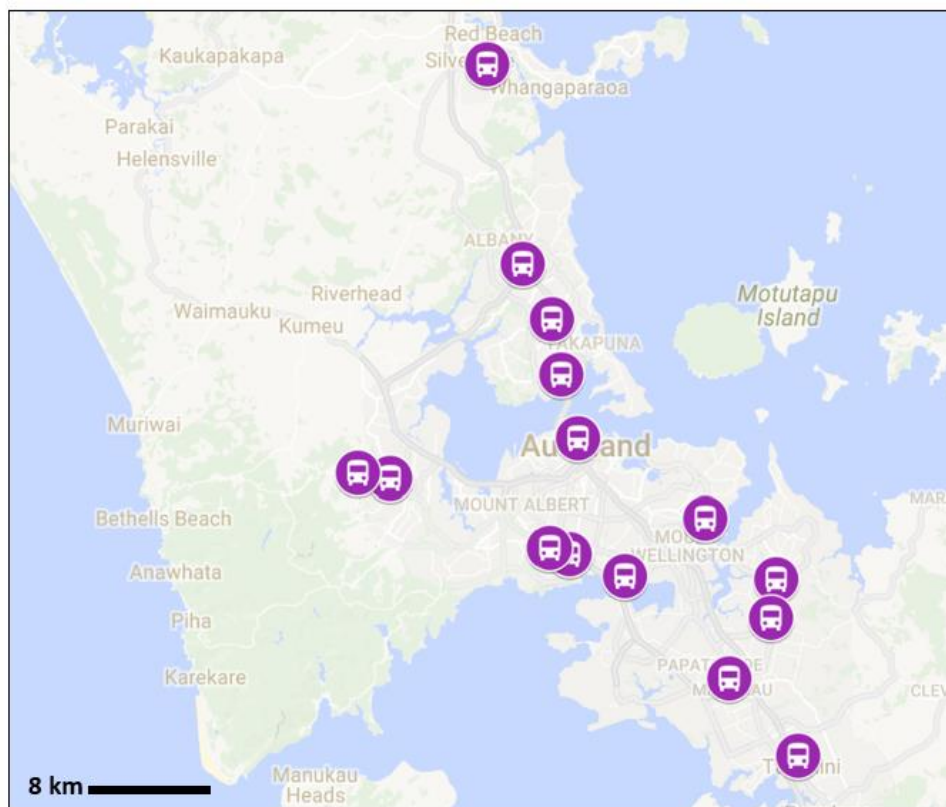 Red Beach
Kaukapakapa
Whangaparaoa
Parakai
Helensville
ALBANY
Motutapu
Island
Riverhead
Waimauku
Kumeu
Muriwai
MOUNT ALBERT
Bethells Beach
WELLINGTON
Anawhata
Piha
Karekare
8 km
Manukau
Heads